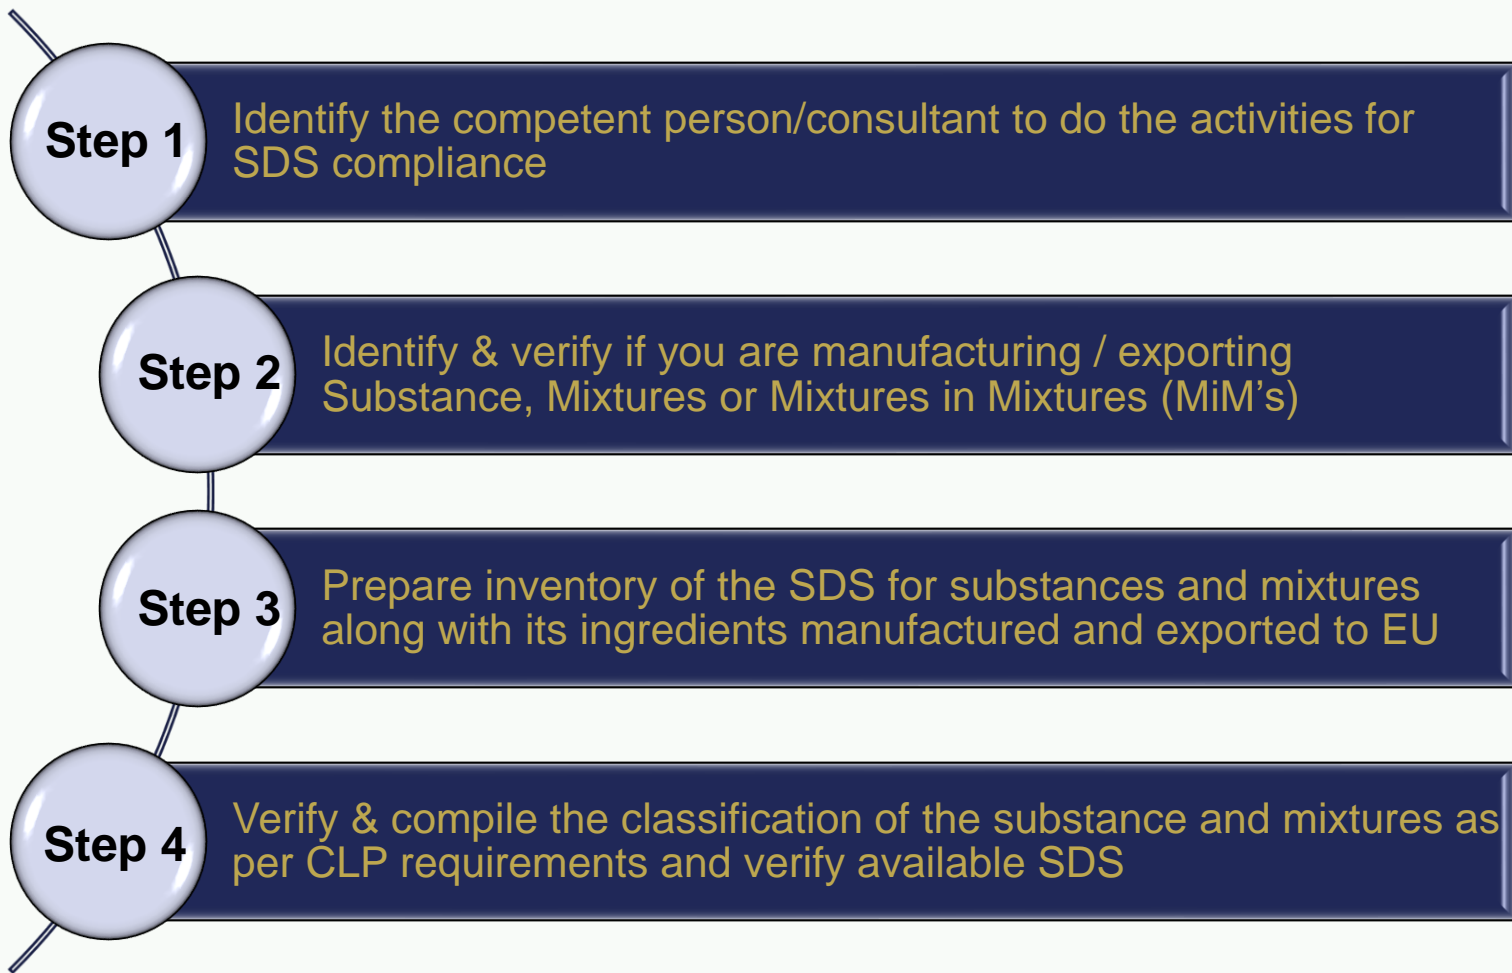 Step 1
Identify the competent person/consultant to do the activities for
SDS compliance
Step 2
Identify & verify if you are manufacturing / exporting
Substance, Mixtures or Mixtures in Mixtures (MiM’s)
Step 3
Prepare inventory of the SDS for substances and mixtures
along with its ingredients manufactured and exported to EU
Step 4
Verify & compile the classification of the substance and mixtures as
per CLP requirements and verify available SDS